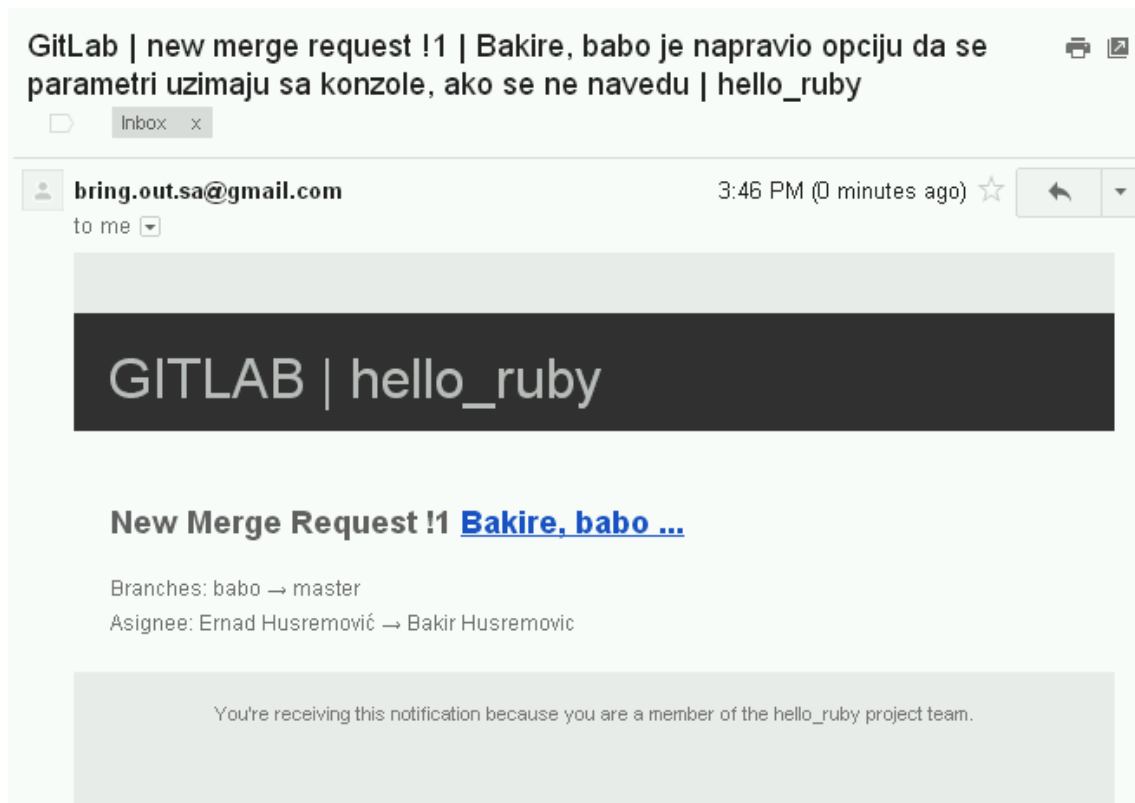 GitLab | new merge request !1 | Bakire, babo je napravio opciju da se
parametri uzimaju sa konzole, ako se ne navedu | hello_ruby
Inbox x
bring.out.sa@gmail.com 3:46 PM (0 minutes ago)
to me
GITLAB | hello_ruby
New Merge Request !1 Bakire, babo ...
Branches: babo → master
Asignee: Ernad Husremović → Bakir Husremovic
You're receiving this notification because you are a member of the hello_ruby project team.